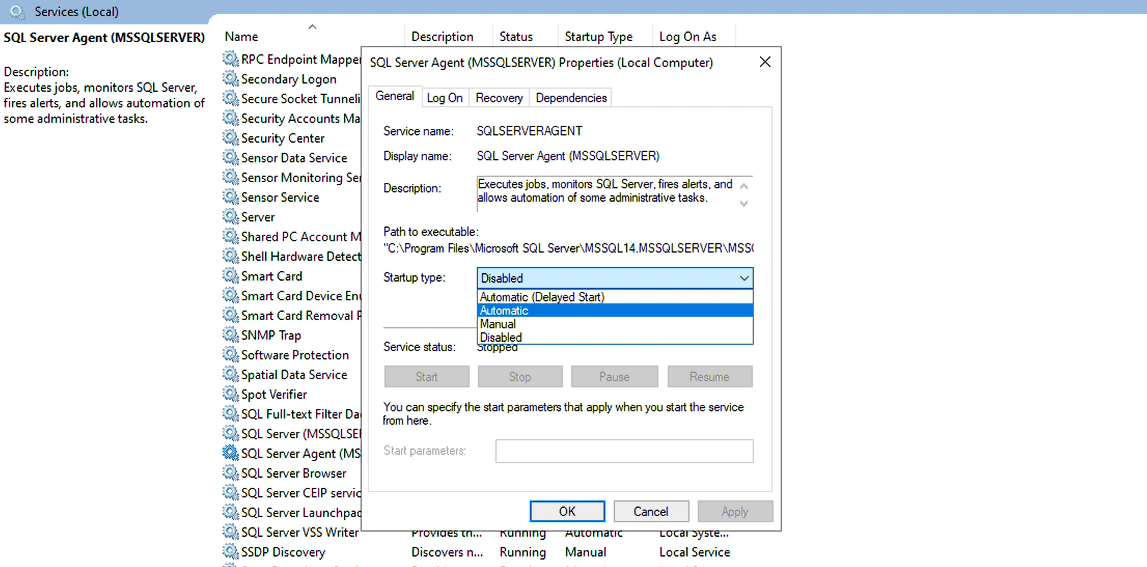 Services (Local)
SQL Server Agent (MSSQLSERVER)
Description:
Executes jobs, monitors SQL Server,
fires alerts, and allows automation of
some administrative tasks.
Name Description Status Startup Type Log On As
RPC Endpoint Mapper
Secondary Logon
Secure Socket Tunneli
Security Accounts Ma
Security Center
Sensor Data Service
Sensor Monitoring Ser
Sensor Service
Server
Shared PC Account M
Shell Hardware Detect
Smart Card
Smart Card Device Enu
Smart Card Removal P
SNMP Trap
Software Protection
Spatial Data Service
Spot Verifier
SQL Full-text Filter Dae
SQL Server (MSSQLSER
SQL Server Agent (MS
SQL Server Browser
SQL Server CEIP servic
SQL Server Launchpad
SQL Server VSS Writer Provides th... Running Automatic Local Syste...
SSDP Discovery Discovers n... Running Manual Local Service
SQL Server Agent (MSSQLSERVER) Properties (Local Computer)
General Log On Recovery Dependencies
Service name: SQLSERVERAGENT
Display name: SQL Server Agent (MSSQLSERVER)
Description: Executes jobs, monitors SQL Server, fires alerts, and
allows automation of some administrative tasks.
Path to executable:
"C:\Program Files\Microsoft SQL Server\MSSQL14.MSSQLSERVER\MSSQ
Startup type: Disabled
Automatic (Delayed Start)
Automatic
Manual
Disabled
Service status: Stopped
Start Stop Pause Resume
You can specify the start parameters that apply when you start the service
from here.
Start parameters:
OK Cancel Apply